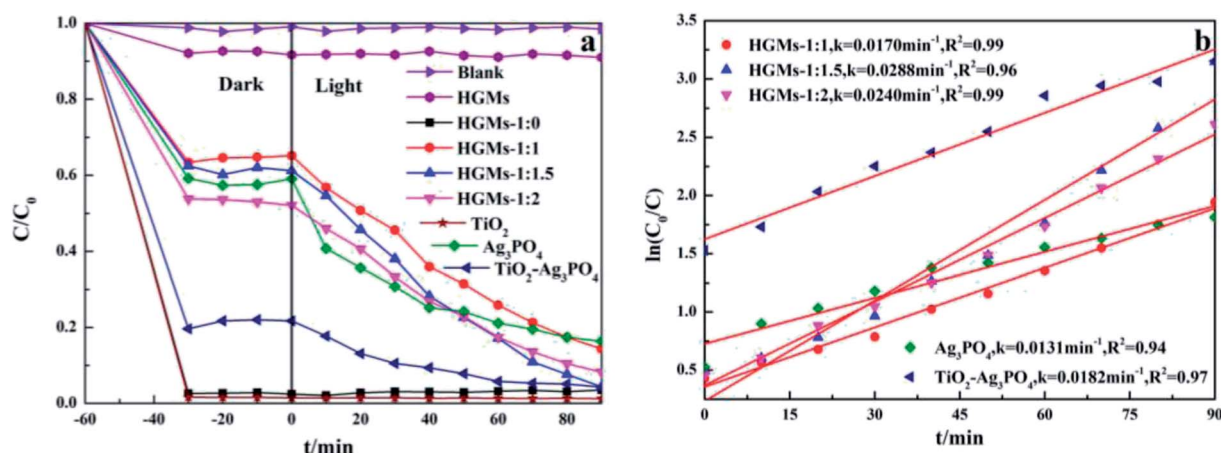 a
1.0
0.8
0.6
0.4
0.2
0.0
C/C₀
-60
-40
-20
0
20
40
60
80
t/min
Dark
Light
Blank
HGMs
HGMs-1:0
HGMs-1:1
HGMs-1:1.5
HGMs-1:2
TiO₂
Ag₃PO₄
TiO₂-Ag₃PO₄
b
3.5
3.0
2.5
2.0
1.5
1.0
0.5
ln(C₀/C)
0
15
30
45
60
75
90
t/min
HGMs-1:1,k=0.0170min⁻¹,R²=0.99
HGMs-1:1.5,k=0.0288min⁻¹,R²=0.96
HGMs-1:2,k=0.0240min⁻¹,R²=0.99
Ag₃PO₄,k=0.0131min⁻¹,R²=0.94
TiO₂-Ag₃PO₄,k=0.0182min⁻¹,R²=0.97